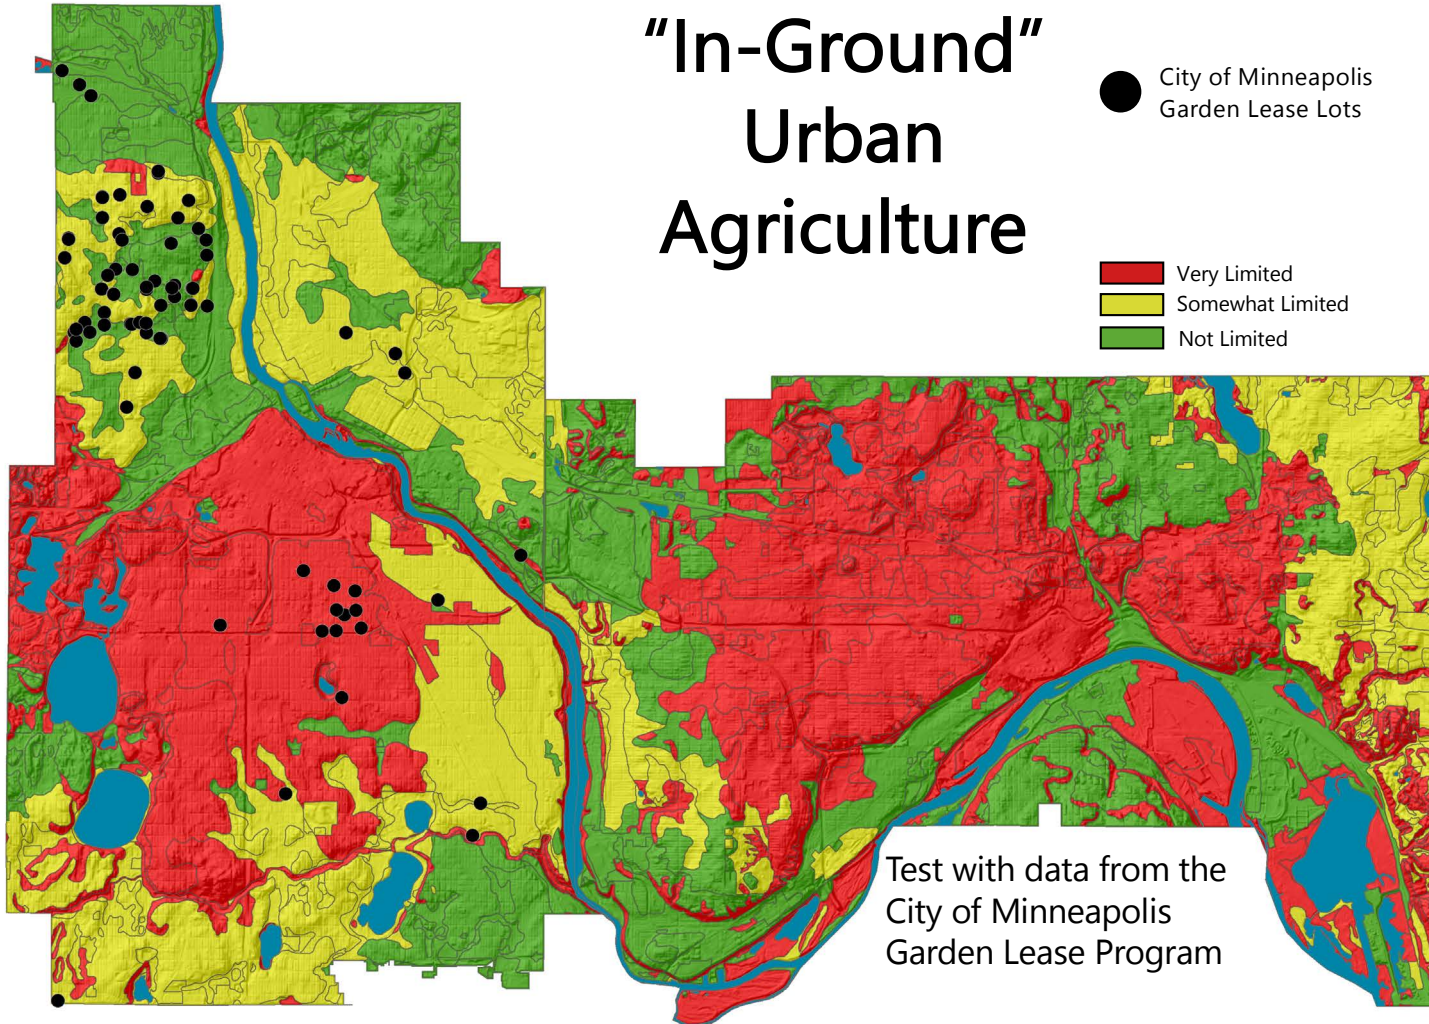 “In-Ground”
Urban
Agriculture
City of Minneapolis
Garden Lease Lots
Very Limited
Somewhat Limited
Not Limited
Test with data from the
City of Minneapolis
Garden Lease Program